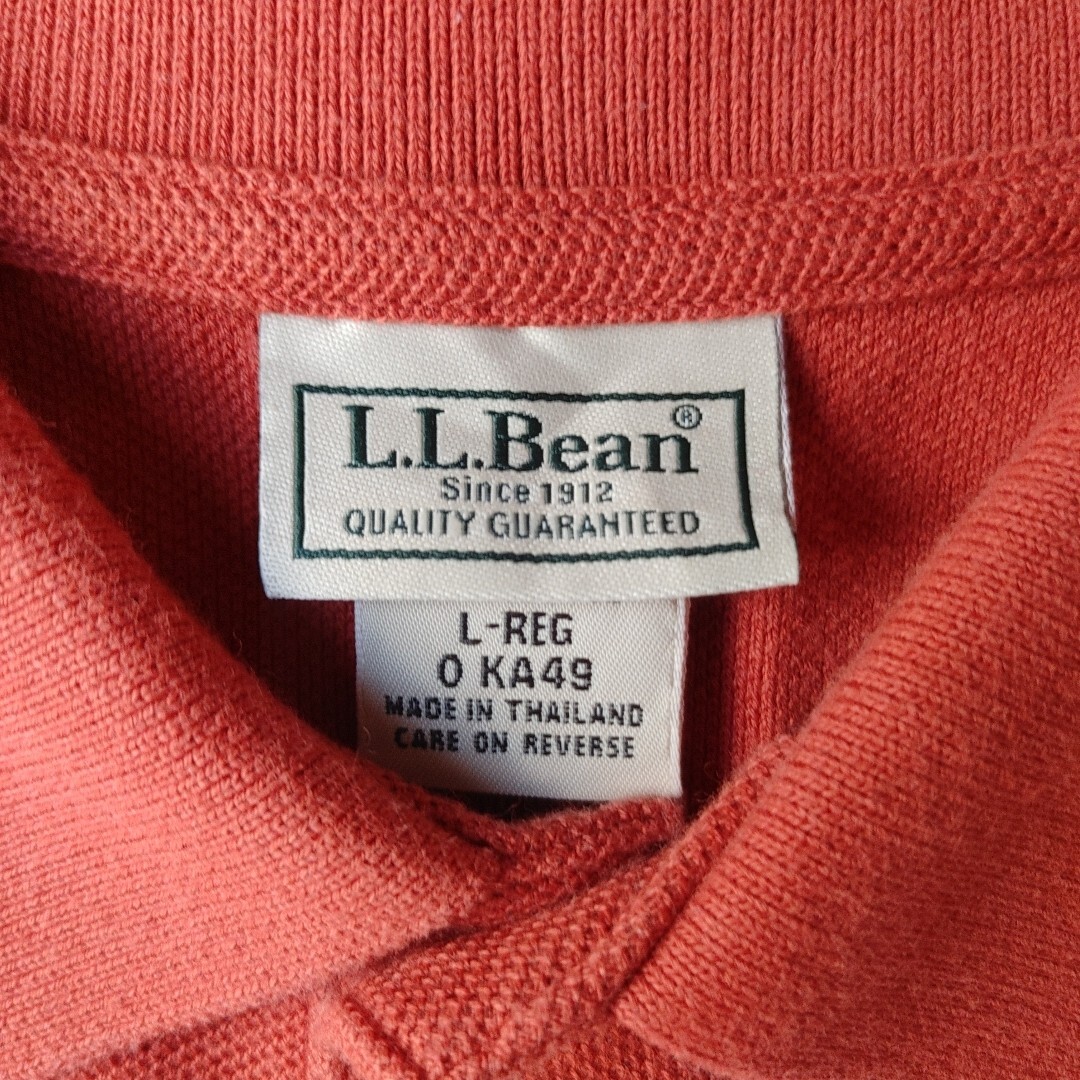 L.L.Bean®
Since 1912
QUALITY GUARANTEED
L-REG
0 KA49
MADE IN THAILAND
CARE ON REVERSE